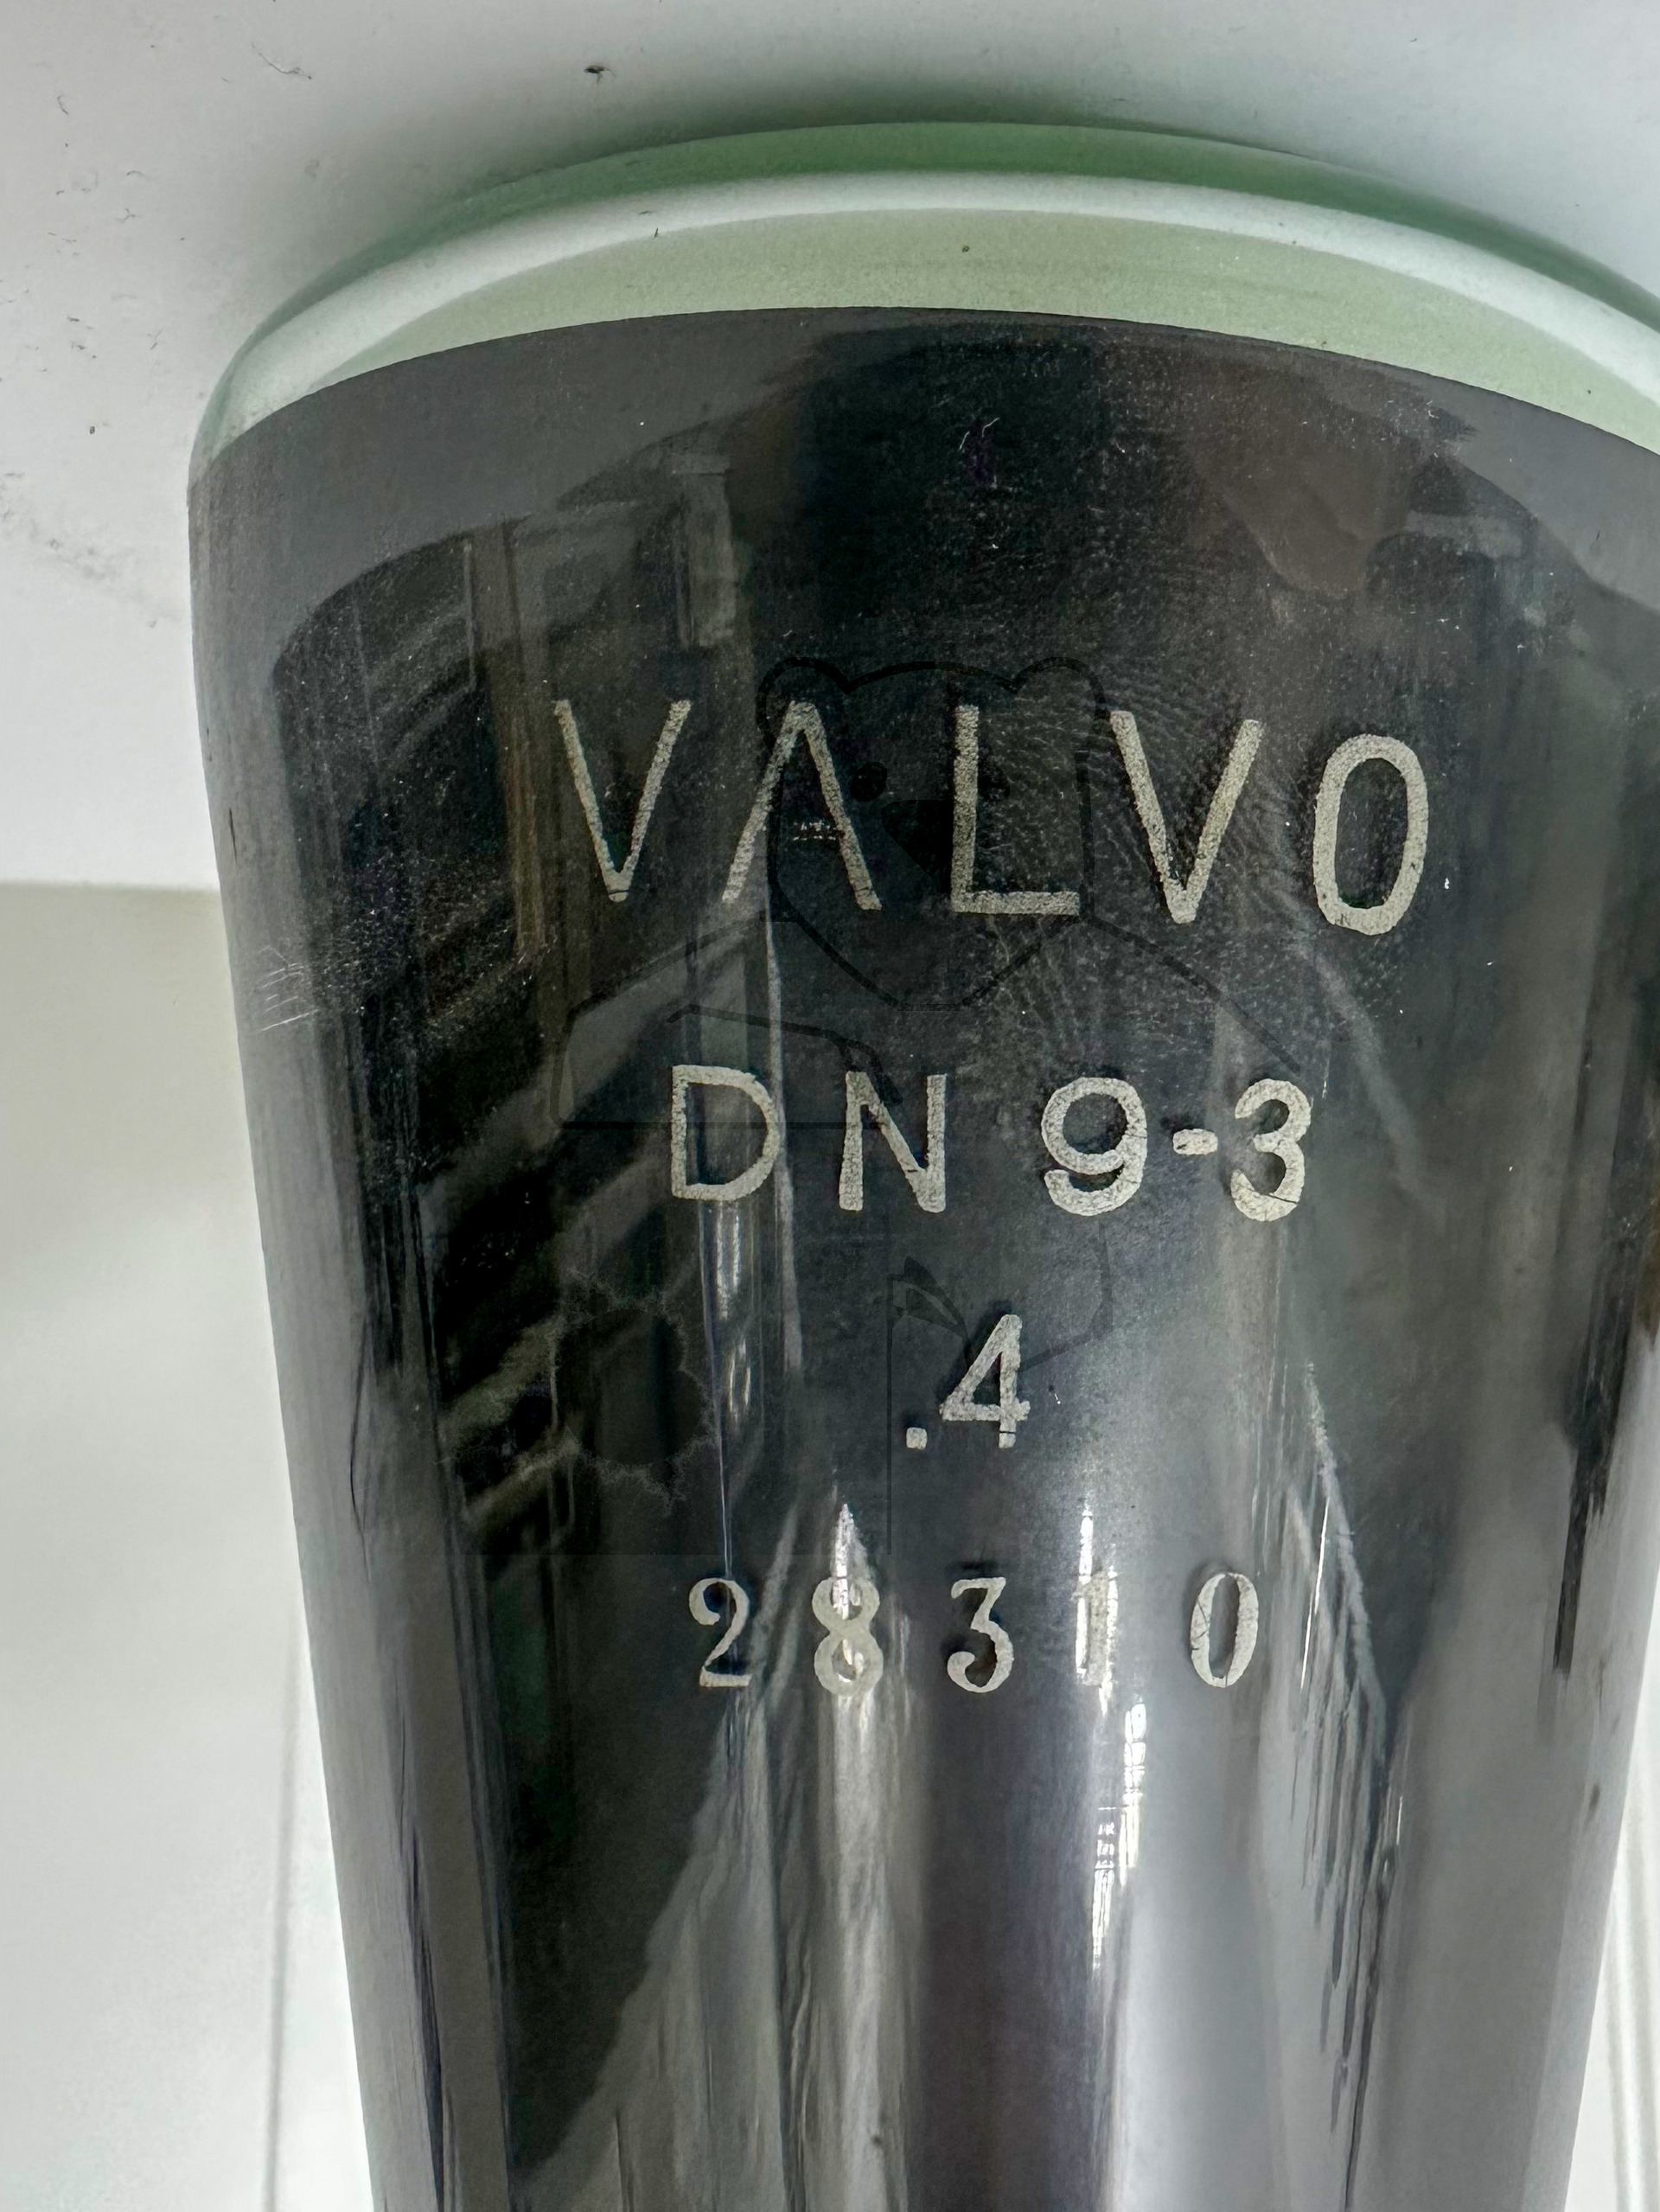 VALVO
DN 9-3
.4
28310